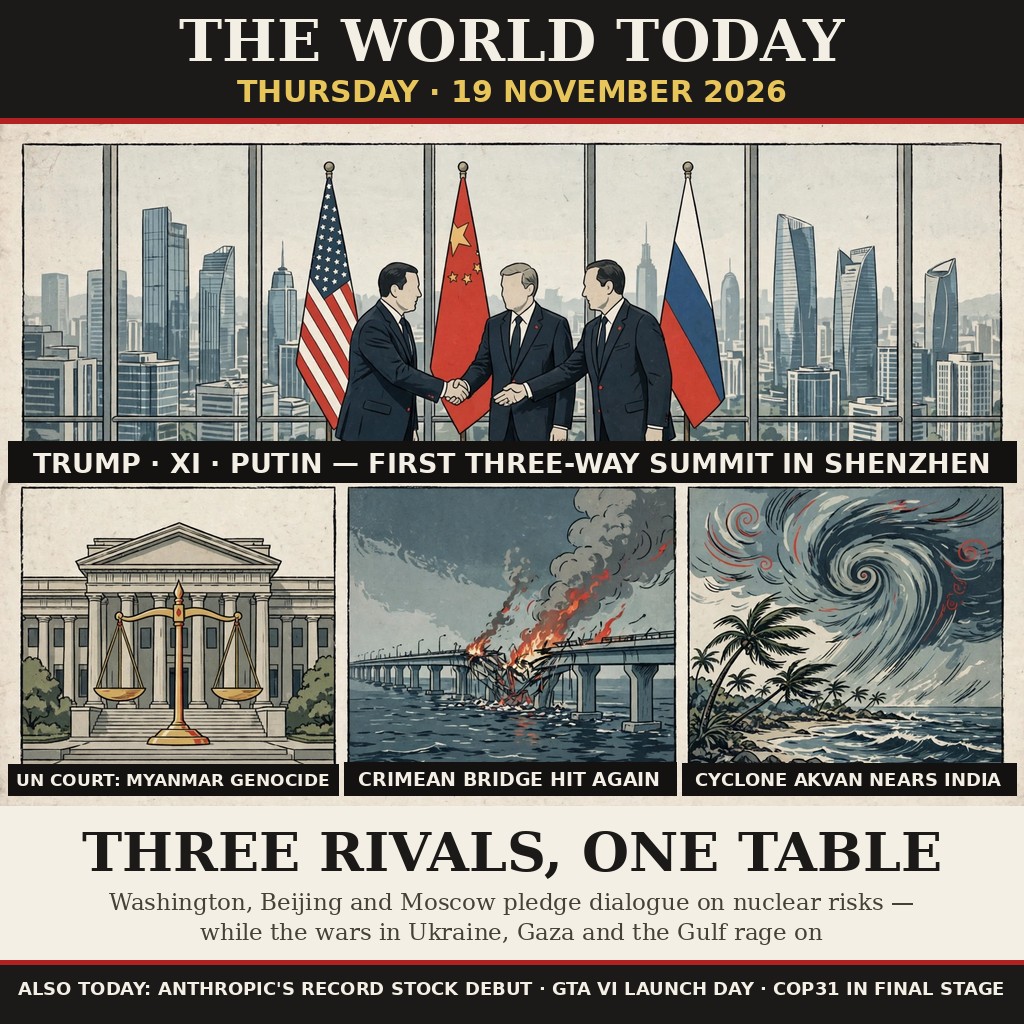 THE WORLD TODAY
THURSDAY · 19 NOVEMBER 2026
TRUMP · XI · PUTIN — FIRST THREE-WAY SUMMIT IN SHENZHEN
UN COURT: MYANMAR GENOCIDE
CRIMEAN BRIDGE HIT AGAIN
CYCLONE AKVAN NEARS INDIA
THREE RIVALS, ONE TABLE
Washington, Beijing and Moscow pledge dialogue on nuclear risks —
while the wars in Ukraine, Gaza and the Gulf rage on
ALSO TODAY: ANTHROPIC'S RECORD STOCK DEBUT · GTA VI LAUNCH DAY · COP31 IN FINAL STAGE